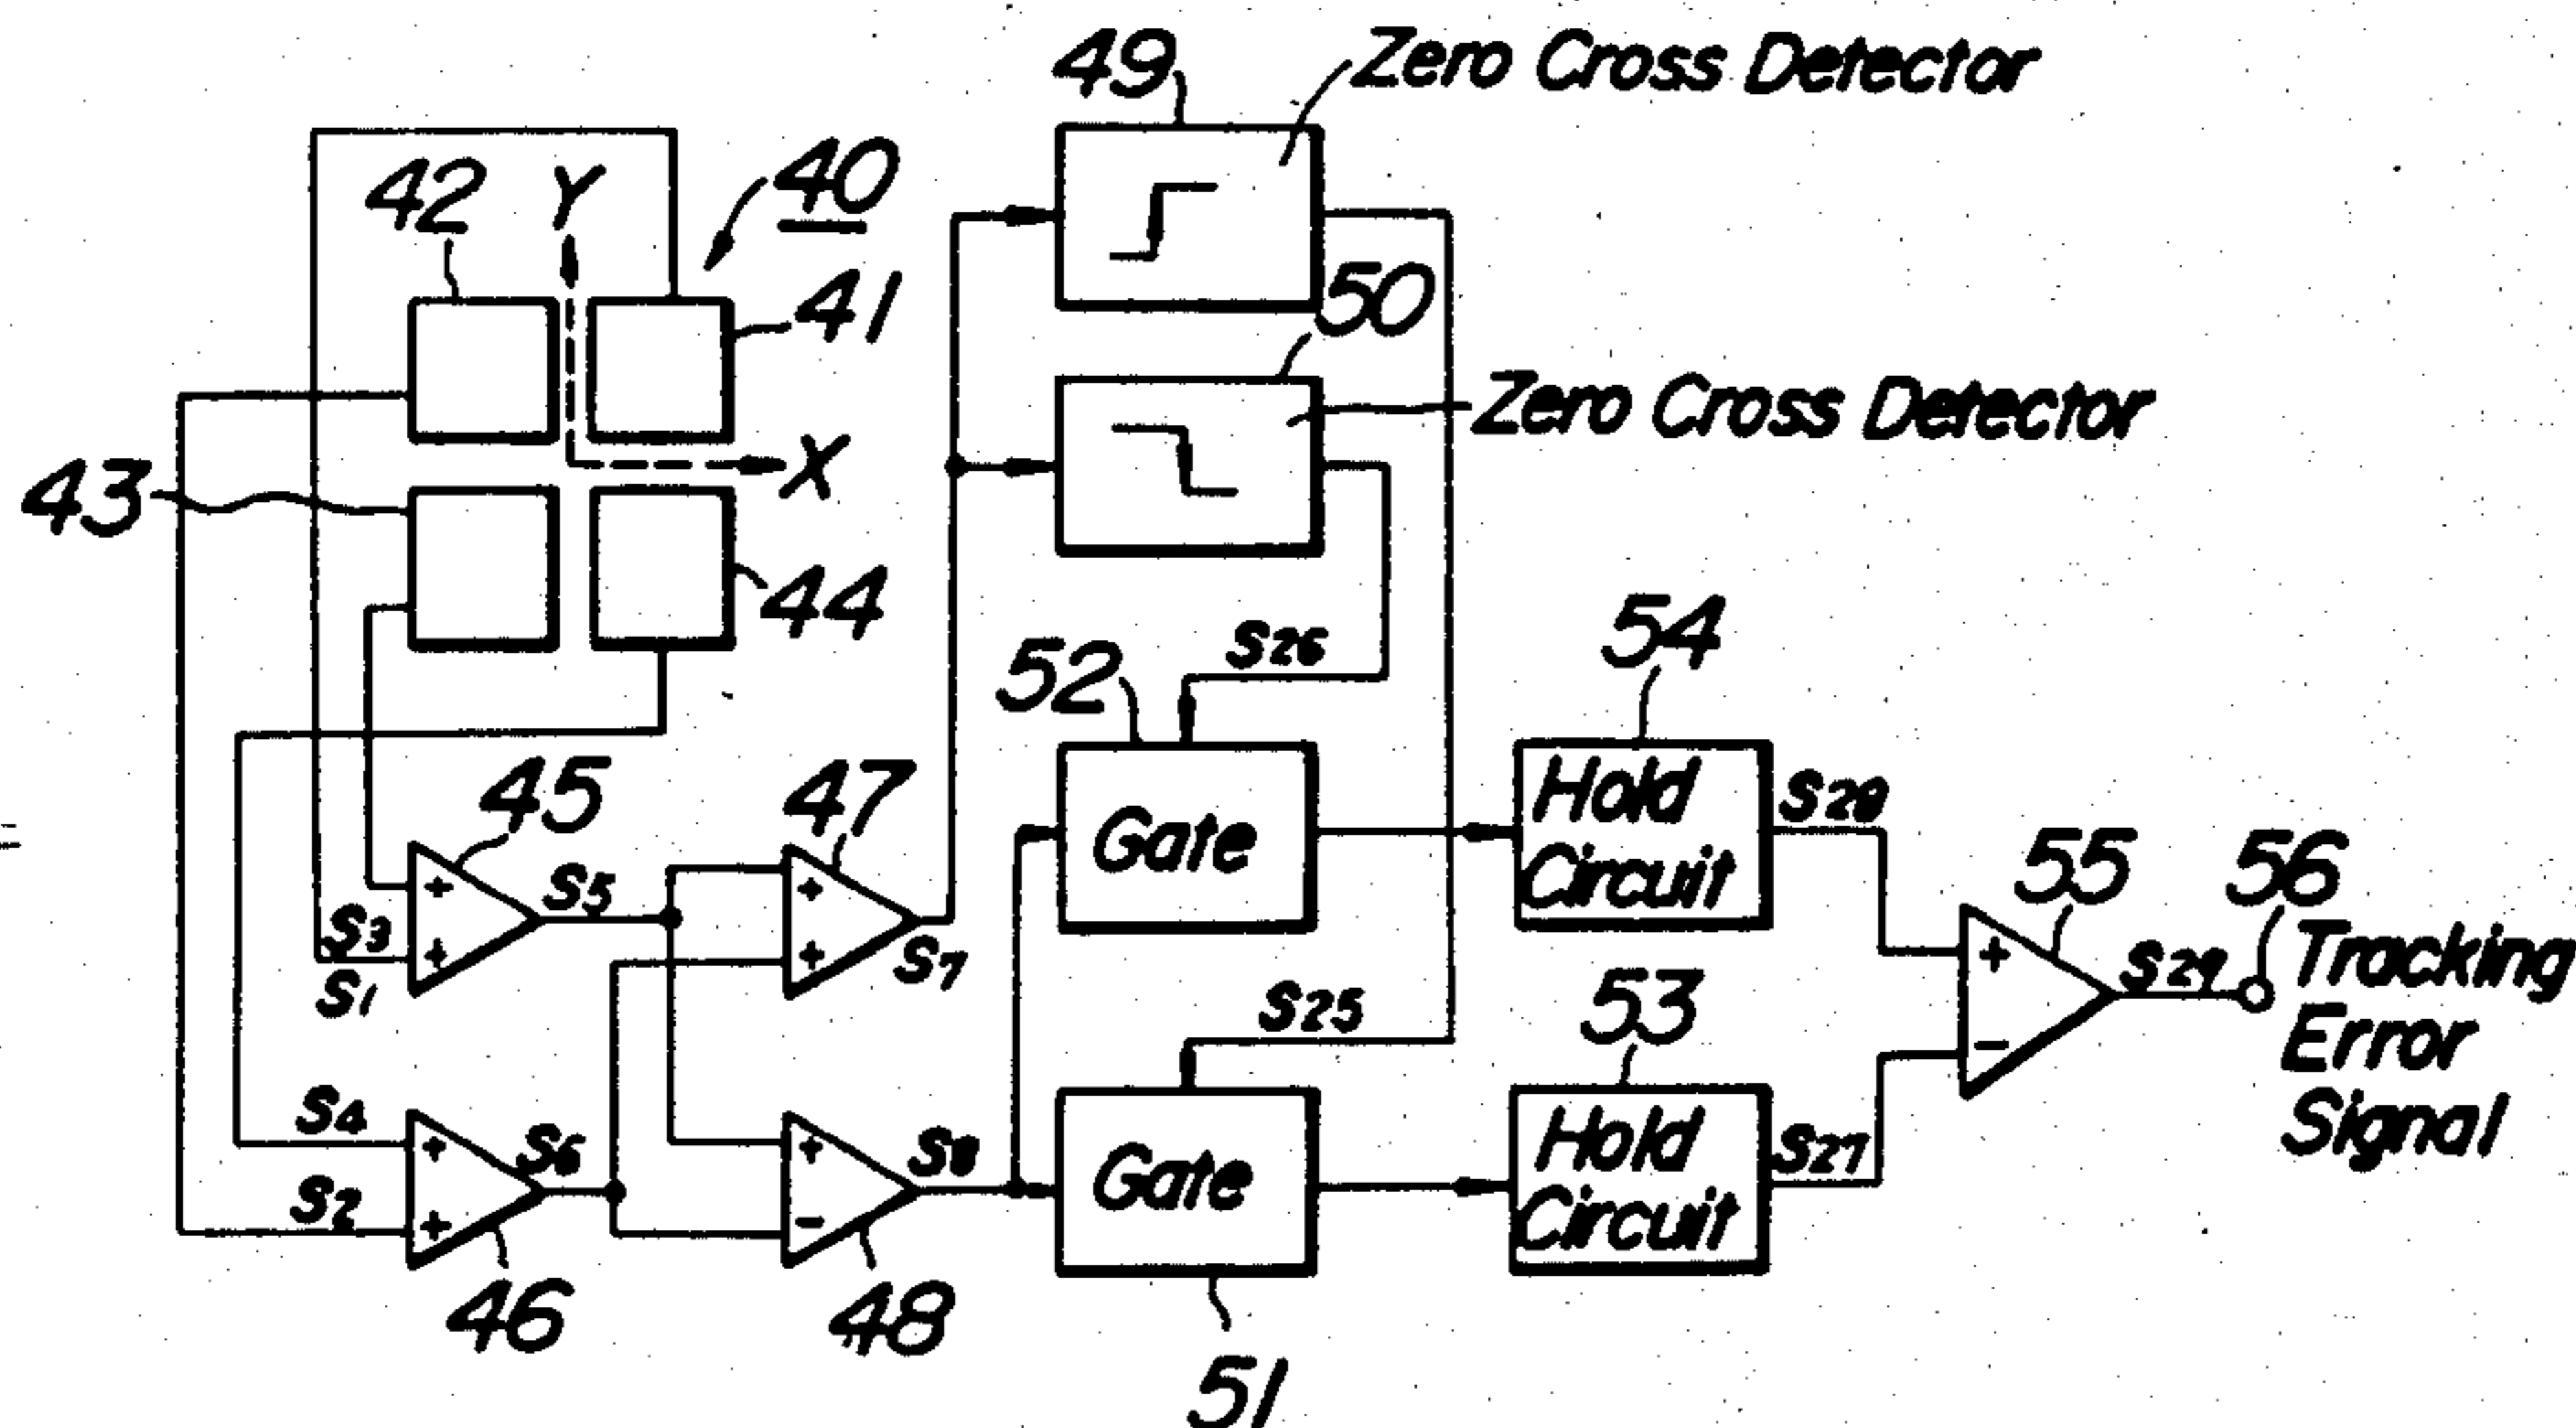 49
Zero Cross Detector
42
Y
40
41
50
X
Zero Cross Detector
43
44
S26
54
52
45
47
Gate
Hold
Circuit
S28
55
56
S5
S3
S1
S7
Tracking
Error
Signal
S29
S25
53
S4
S6
S8
Gate
Hold
Circuit
S27
S2
46
48
51
+
+
+
+
+
+
+
-
+
-